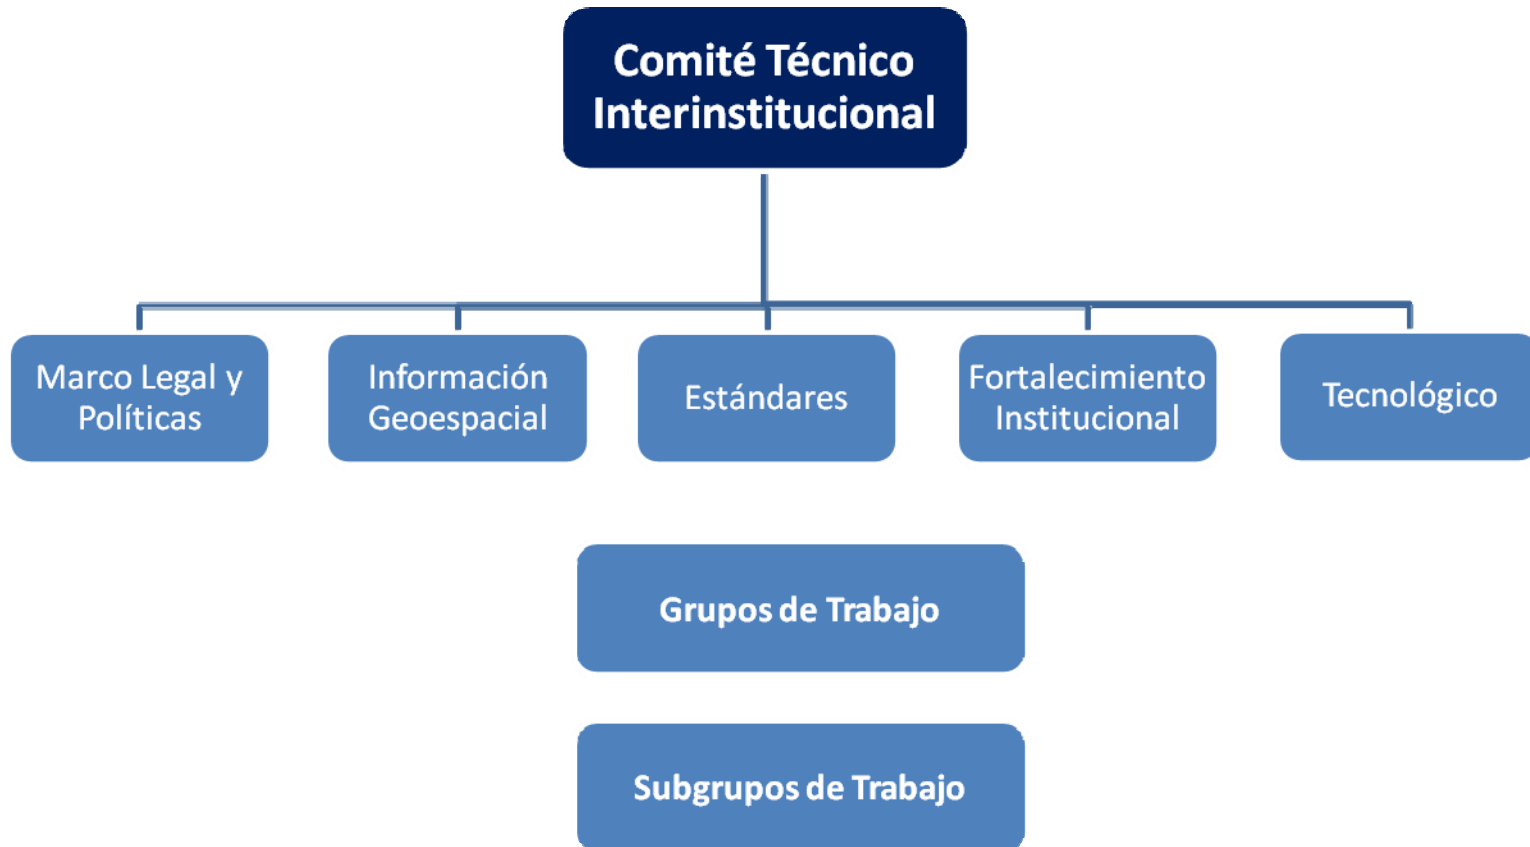 Comité Técnico
Interinstitucional
Marco Legal y
Políticas
Información
Geoespacial
Estándares
Fortalecimiento
Institucional
Tecnológico
Grupos de Trabajo
Subgrupos de Trabajo